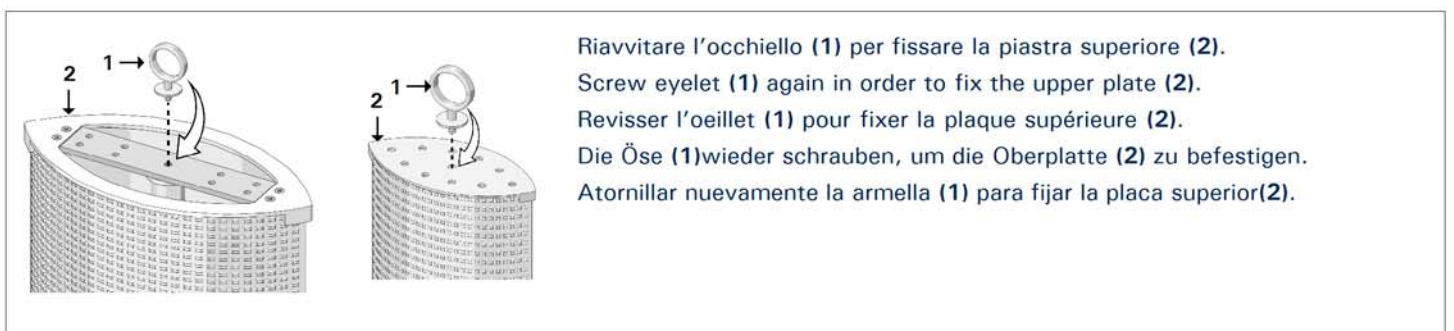 1
2
1
2
Riavvitare l'occhiello (1) per fissare la piastra superiore (2).
Screw eyelet (1) again in order to fix the upper plate (2).
Revisser l'oeillet (1) pour fixer la plaque supérieure (2).
Die Öse (1)wieder schrauben, um die Oberplatte (2) zu befestigen.
Atornillar nuevamente la armella (1) para fijar la placa superior(2).